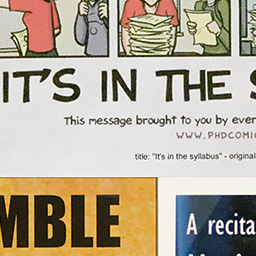 IT'S IN THE S
This message brought to you by ever
WWW.PHDCOMIC
title: "It's in the syllabus" - original
MBLE
A recita